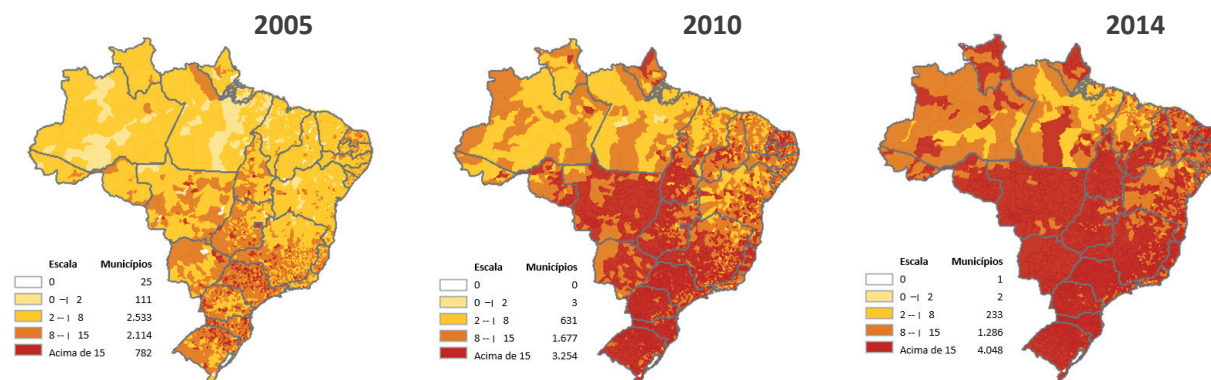 2005
Escala Municípios
0 25
0 --| 2 111
2 --| 8 2.533
8 --| 15 2.114
Acima de 15 782
2010
Escala Municípios
0 0
0 --| 2 3
2 --| 8 631
8 --| 15 1.677
Acima de 15 3.254
2014
Escala Municípios
0 1
0 --| 2 2
2 --| 8 233
8 --| 15 1.286
Acima de 15 4.048